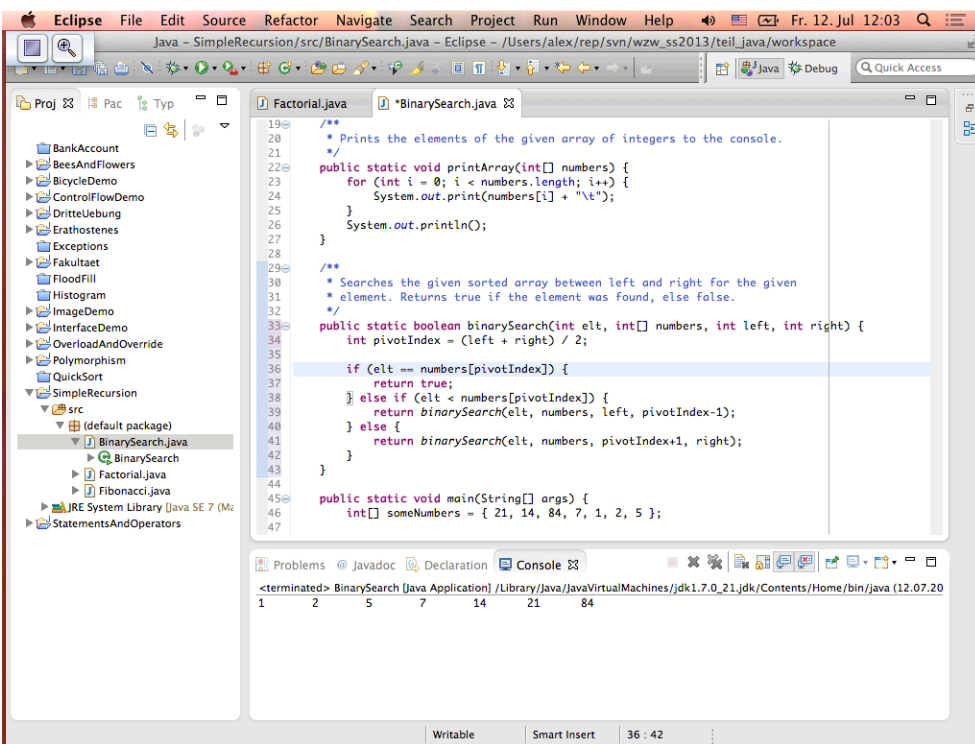 Eclipse File Edit Source Refactor Navigate Search Project Run Window Help Fr. 12. Jul 12:03
Java – SimpleRecursion/src/BinarySearch.java – Eclipse – /Users/alex/rep/svn/wzw_ss2013/teil_java/workspace
Java Debug Quick Access
Proj Pac Typ
BankAccount
BeesAndFlowers
BicycleDemo
ControlFlowDemo
DritteUebung
Erathostenes
Exceptions
Fakultaet
FloodFill
Histogram
ImageDemo
InterfaceDemo
OverloadAndOverride
Polymorphism
QuickSort
SimpleRecursion
src
(default package)
BinarySearch.java
BinarySearch
Factorial.java
Fibonacci.java
JRE System Library [Java SE 7 (Ma
StatementsAndOperators
Factorial.java *BinarySearch.java
19 /**
20 * Prints the elements of the given array of integers to the console.
21 */
22 public static void printArray(int[] numbers) {
23 for (int i = 0; i < numbers.length; i++) {
24 System.out.print(numbers[i] + "\t");
25 }
26 System.out.println();
27 }
28
29 /**
30 * Searches the given sorted array between left and right for the given
31 * element. Returns true if the element was found, else false.
32 */
33 public static boolean binarySearch(int elt, int[] numbers, int left, int right) {
34 int pivotIndex = (left + right) / 2;
35
36 if (elt == numbers[pivotIndex]) {
37 return true;
38 } else if (elt < numbers[pivotIndex]) {
39 return binarySearch(elt, numbers, left, pivotIndex-1);
40 } else {
41 return binarySearch(elt, numbers, pivotIndex+1, right);
42 }
43 }
44
45 public static void main(String[] args) {
46 int[] someNumbers = { 21, 14, 84, 7, 1, 2, 5 };
47
Problems Javadoc Declaration Console
<terminated> BinarySearch [Java Application] /Library/Java/JavaVirtualMachines/jdk1.7.0_21.jdk/Contents/Home/bin/java (12.07.20
1 2 5 7 14 21 84
Writable Smart Insert 36 : 42